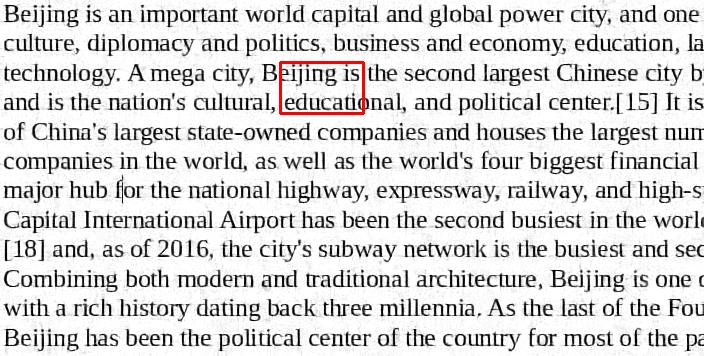 Beijing is an important world capital and global power city, and one
culture, diplomacy and politics, business and economy, education, la
technology. A mega city, Beijing is the second largest Chinese city b
and is the nation's cultural, educational, and political center.[15] It is
of China's largest state-owned companies and houses the largest num
companies in the world, as well as the world's four biggest financial
major hub for the national highway, expressway, railway, and high-s
Capital International Airport has been the second busiest in the worl
[18] and, as of 2016, the city's subway network is the busiest and sec
Combining both modern and traditional architecture, Beijing is one o
with a rich history dating back three millennia. As the last of the Fou
Beijing has been the political center of the country for most of the pa